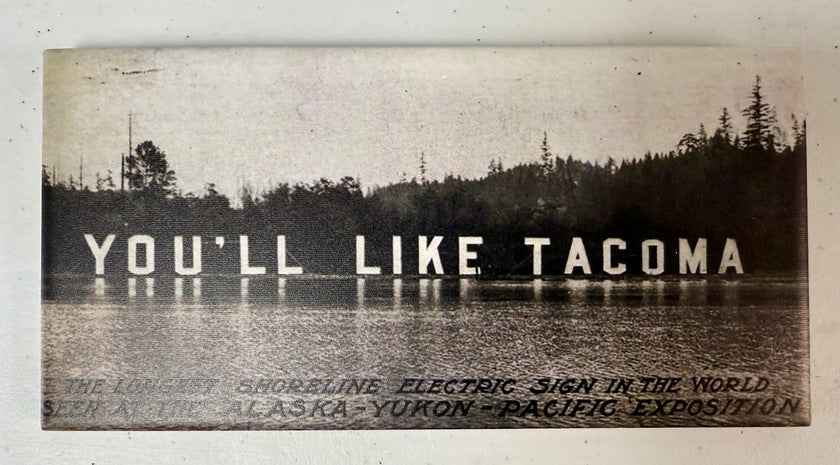 YOU'LL LIKE TACOMA
THE LONGEST SHORELINE ELECTRIC SIGN IN THE WORLD
SEEN AT THE ALASKA-YUKON-PACIFIC EXPOSITION